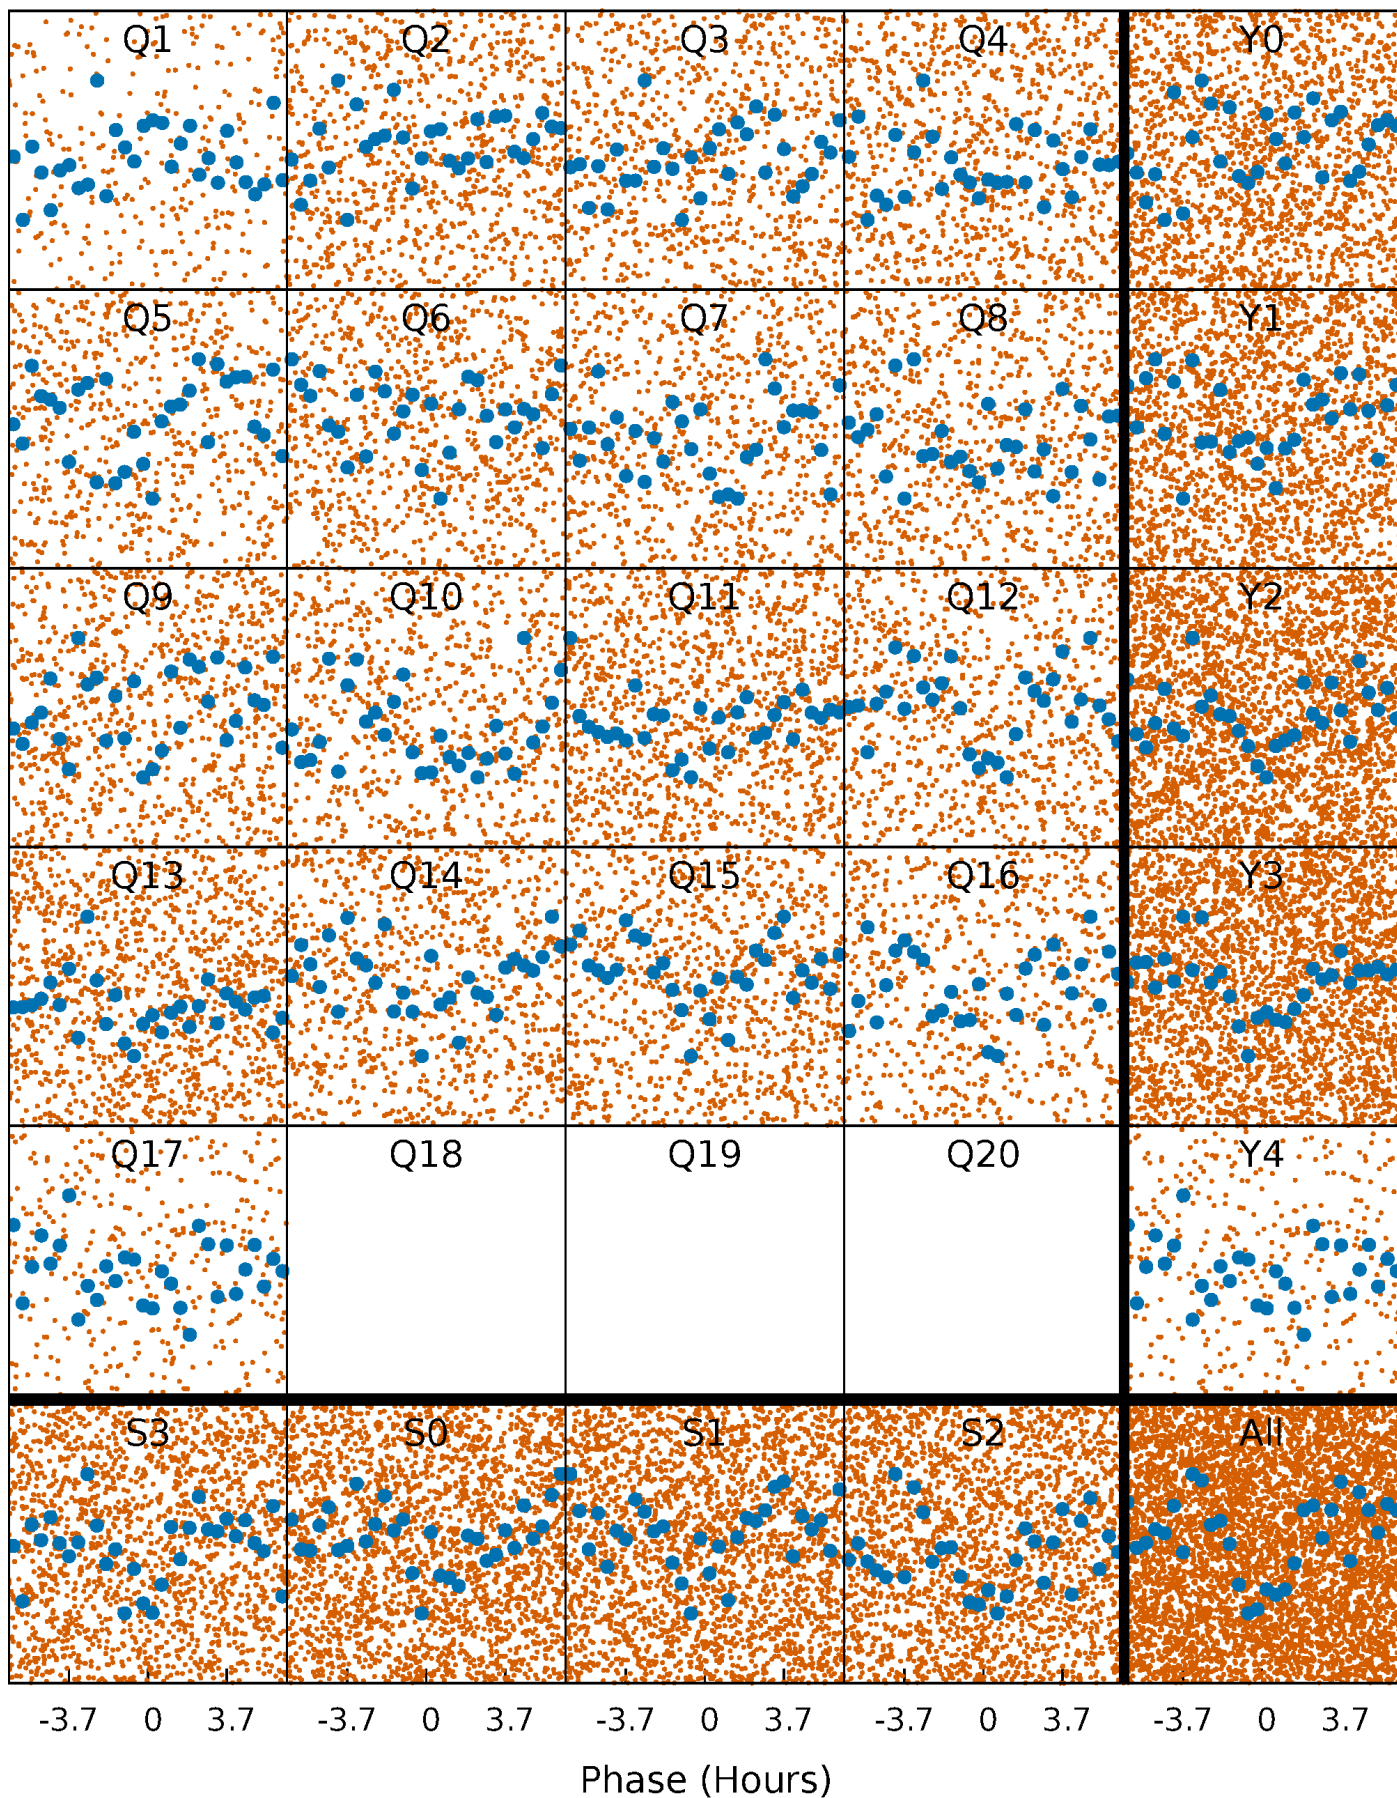 Q1 Q2 Q3 Q4 Y0
Q5 Q6 Q7 Q8 Y1
Q9 Q10 Q11 Q12 Y2
Q13 Q14 Q15 Q16 Y3
Q17 Q18 Q19 Q20 Y4
S3 S0 S1 S2 All
-3.7 0 3.7 -3.7 0 3.7 -3.7 0 3.7 -3.7 0 3.7 -3.7 0 3.7
Phase (Hours)